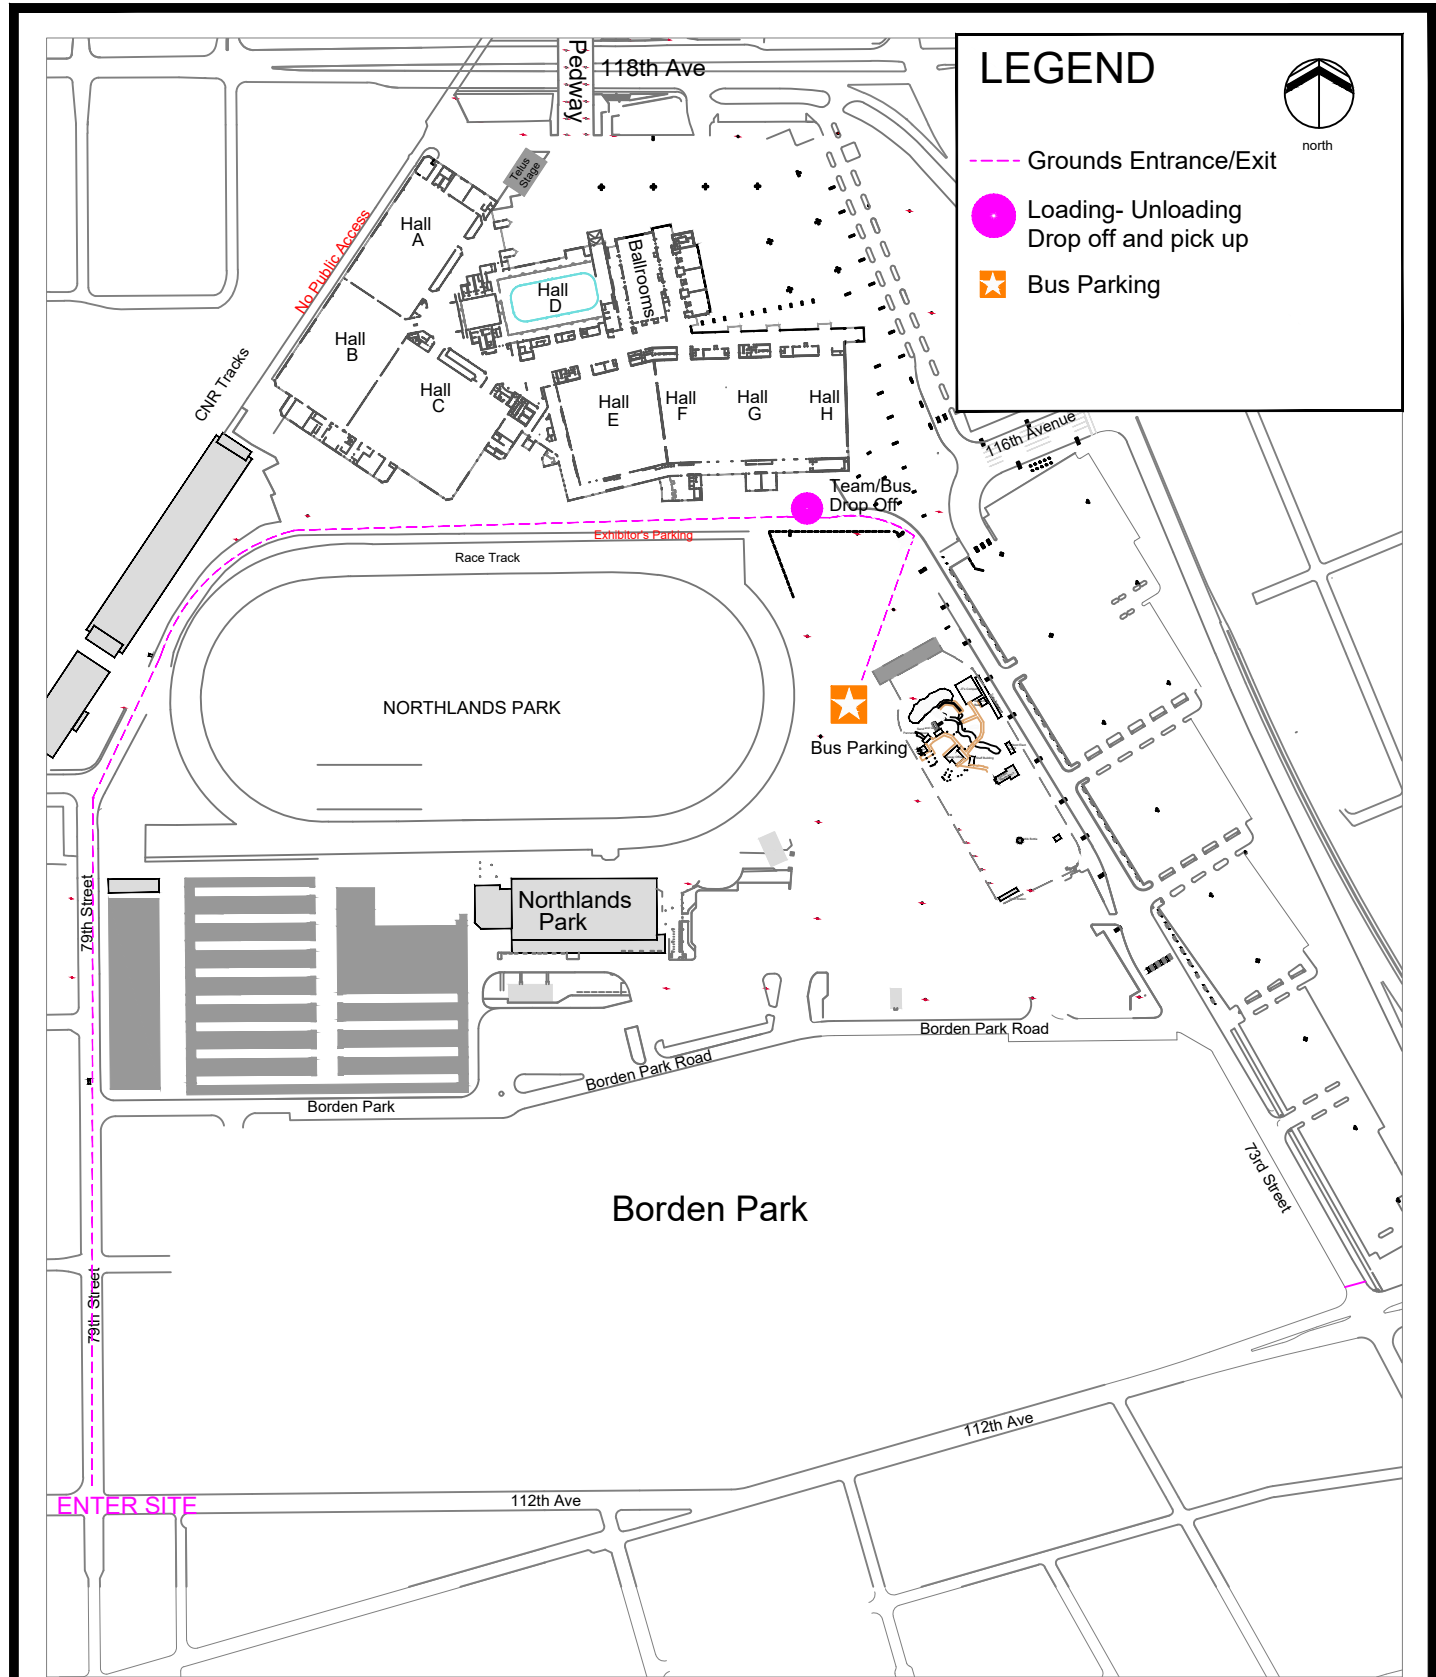 Pedway
118th Ave
LEGEND
north
Grounds Entrance/Exit
Loading- Unloading
Drop off and pick up
Bus Parking
Telus
Stage
No Public Access
CNR Tracks
Hall
A
Hall
B
Hall
C
Hall
D
Ballrooms
Hall
E
Hall
F
Hall
G
Hall
H
116th Avenue
Team/Bus
Drop Off
Exhibitor's Parking
Race Track
NORTHLANDS PARK
Bus Parking
79th Street
Northlands
Park
Borden Park Road
Borden Park Road
Borden Park
73rd Street
Borden Park
79th Street
112th Ave
112th Ave
ENTER SITE